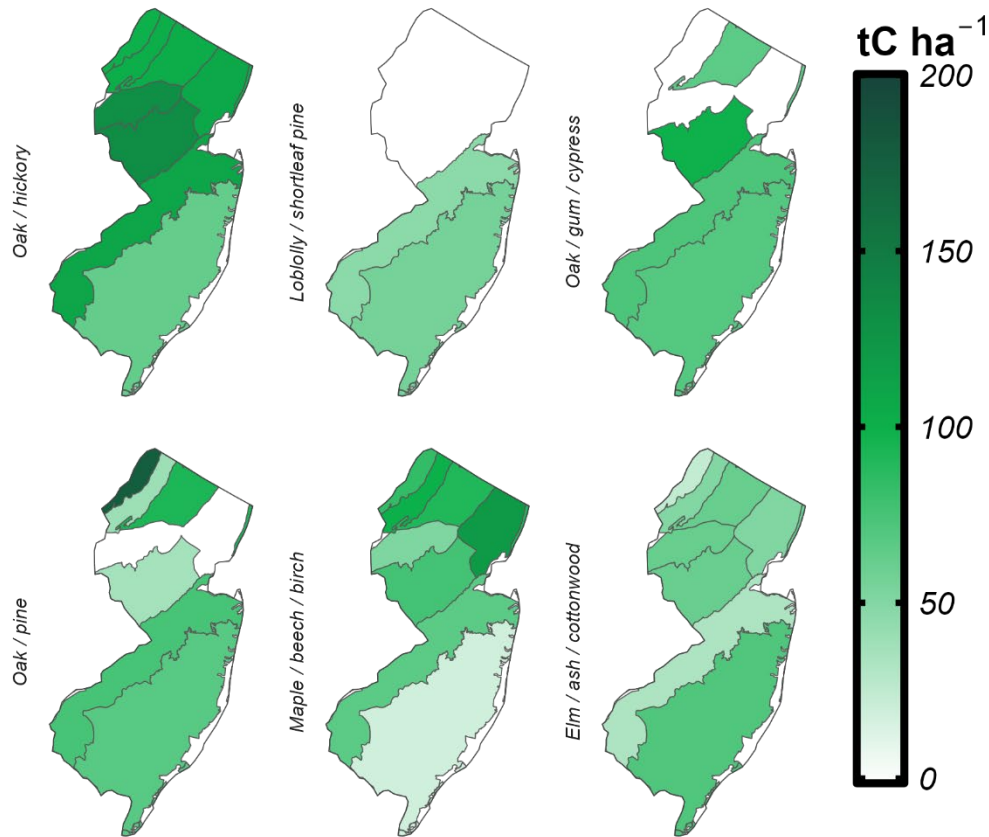 Oak / hickory
Loblolly / shortleaf pine
Oak / gum / cypress
Oak / pine
Maple / beech / birch
Elm / ash / cottonwood
tC ha⁻¹
200
150
100
50
0